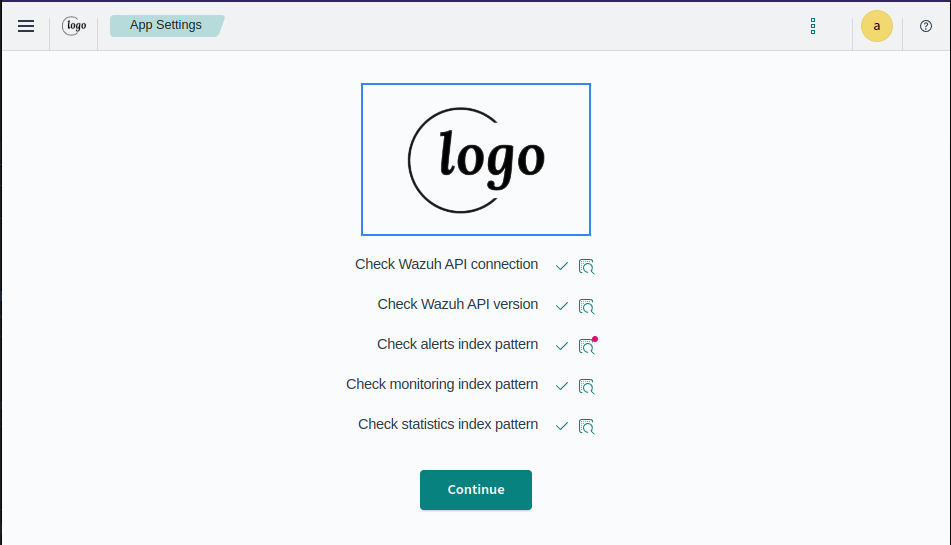 logo
App Settings
a
logo
Check Wazuh API connection
Check Wazuh API version
Check alerts index pattern
Check monitoring index pattern
Check statistics index pattern
Continue